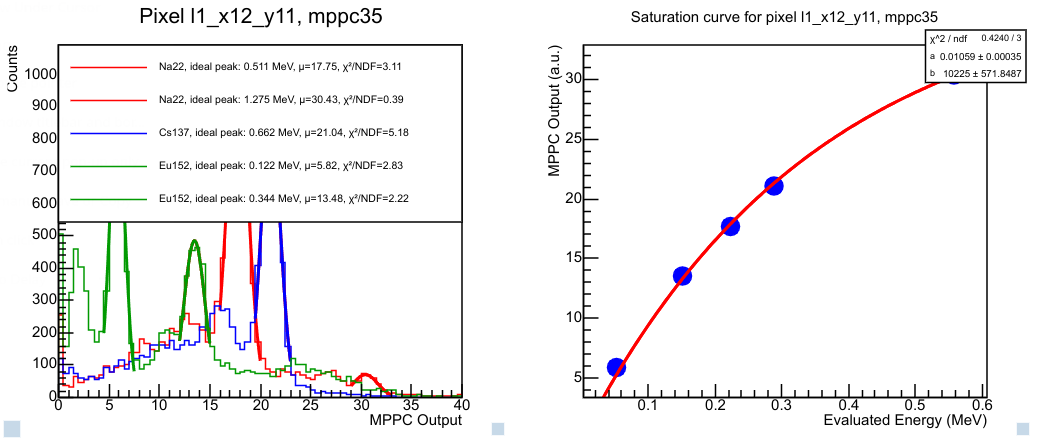 Pixel l1_x12_y11, mppc35
Counts
1000
900
800
700
600
500
400
300
200
100
0
Na22, ideal peak: 0.511 MeV, μ=17.75, χ²/NDF=3.11
Na22, ideal peak: 1.275 MeV, μ=30.43, χ²/NDF=0.39
Cs137, ideal peak: 0.662 MeV, μ=21.04, χ²/NDF=5.18
Eu152, ideal peak: 0.122 MeV, μ=5.82, χ²/NDF=2.83
Eu152, ideal peak: 0.344 MeV, μ=13.48, χ²/NDF=2.22
0 5 10 15 20 25 30 35 40
MPPC Output
Saturation curve for pixel l1_x12_y11, mppc35
χ^2 / ndf 0.4240 / 3
a 0.01059 ± 0.00035
b 10225 ± 571.8487
MPPC Output (a.u.)
30
25
20
15
10
5
0.1 0.2 0.3 0.4 0.5 0.6
Evaluated Energy (MeV)